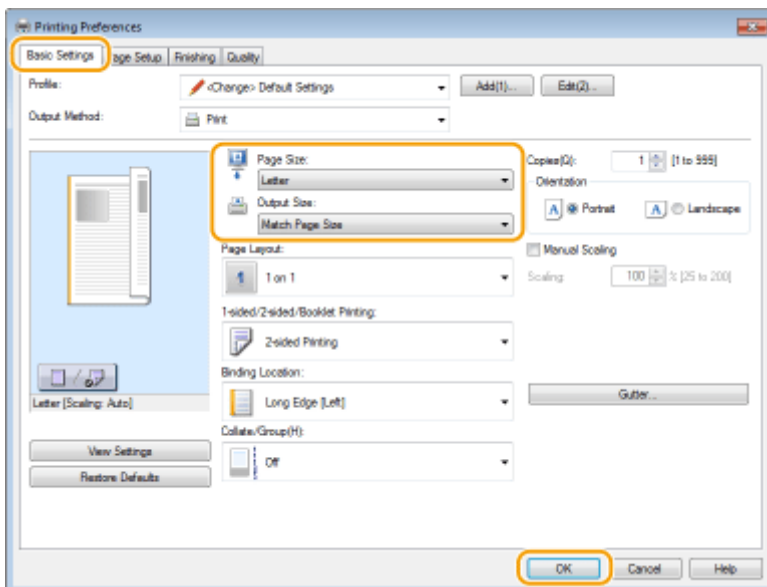 Printing Preferences
Basic Settings Page Setup Finishing Quality
Profile: <Change> Default Settings Add(1)... Edit(2)...
Output Method: Print
Page Size: Copies(Q): 1 [1 to 999]
Letter Orientation
Output Size: A Portrait A Landscape
Match Page Size
Page Layout: Manual Scaling
1 1 on 1 Scaling: 100 % [25 to 200]
1-sided/2-sided/Booklet Printing:
2-sided Printing
Binding Location:
Letter [Scaling: Auto] Long Edge [Left] Gutter...
Collate/Group(H):
View Settings Off
Restore Defaults
OK Cancel Help